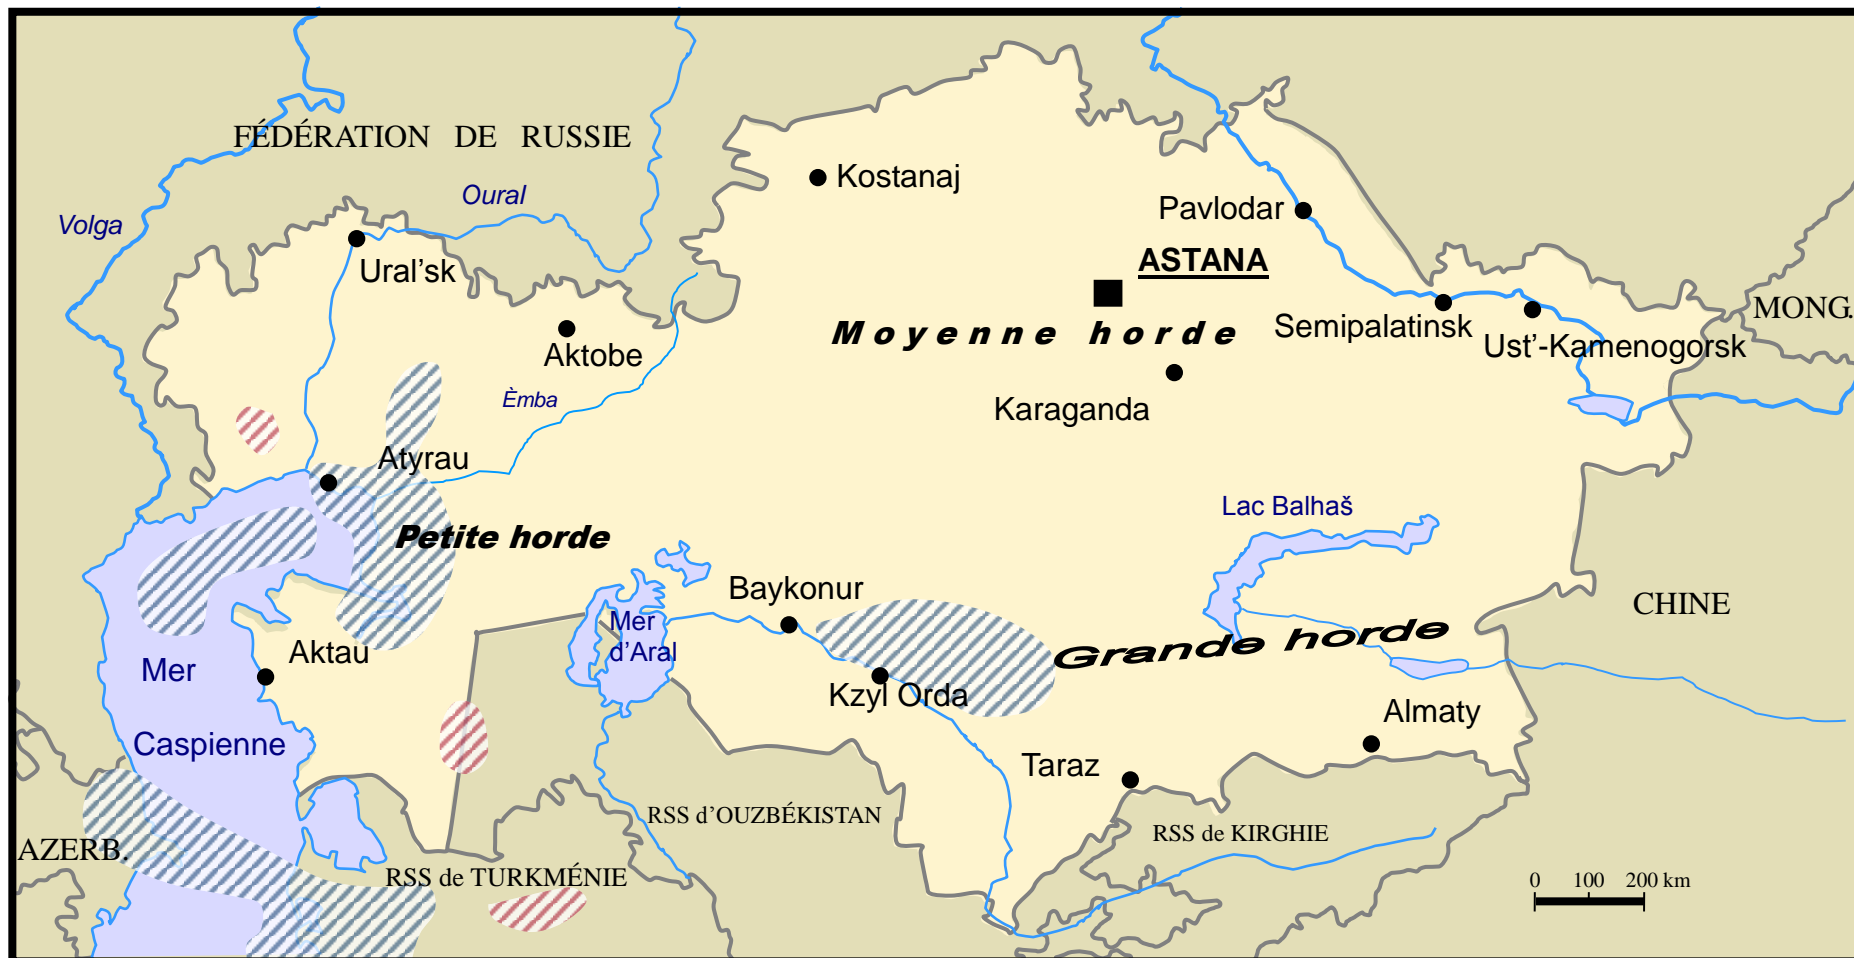 FÉDÉRATION DE RUSSIE
Kostanaj
Oural
Volga
Pavlodar
ASTANA
Ural’sk
MONG.
Semipalatinsk
Moyenne horde
Ust’-Kamenogorsk
Aktobe
Èmba
Karaganda
Atyrau
Lac Balhaš
Petite horde
Baykonur
CHINE
Mer
d’Aral
Grande horde
Aktau
Mer
Caspienne
Kzyl Orda
Almaty
Taraz
RSS d’OUZBÉKISTAN
RSS de KIRGHIE
AZERB.
RSS de TURKMÉNIE
0 100 200 km